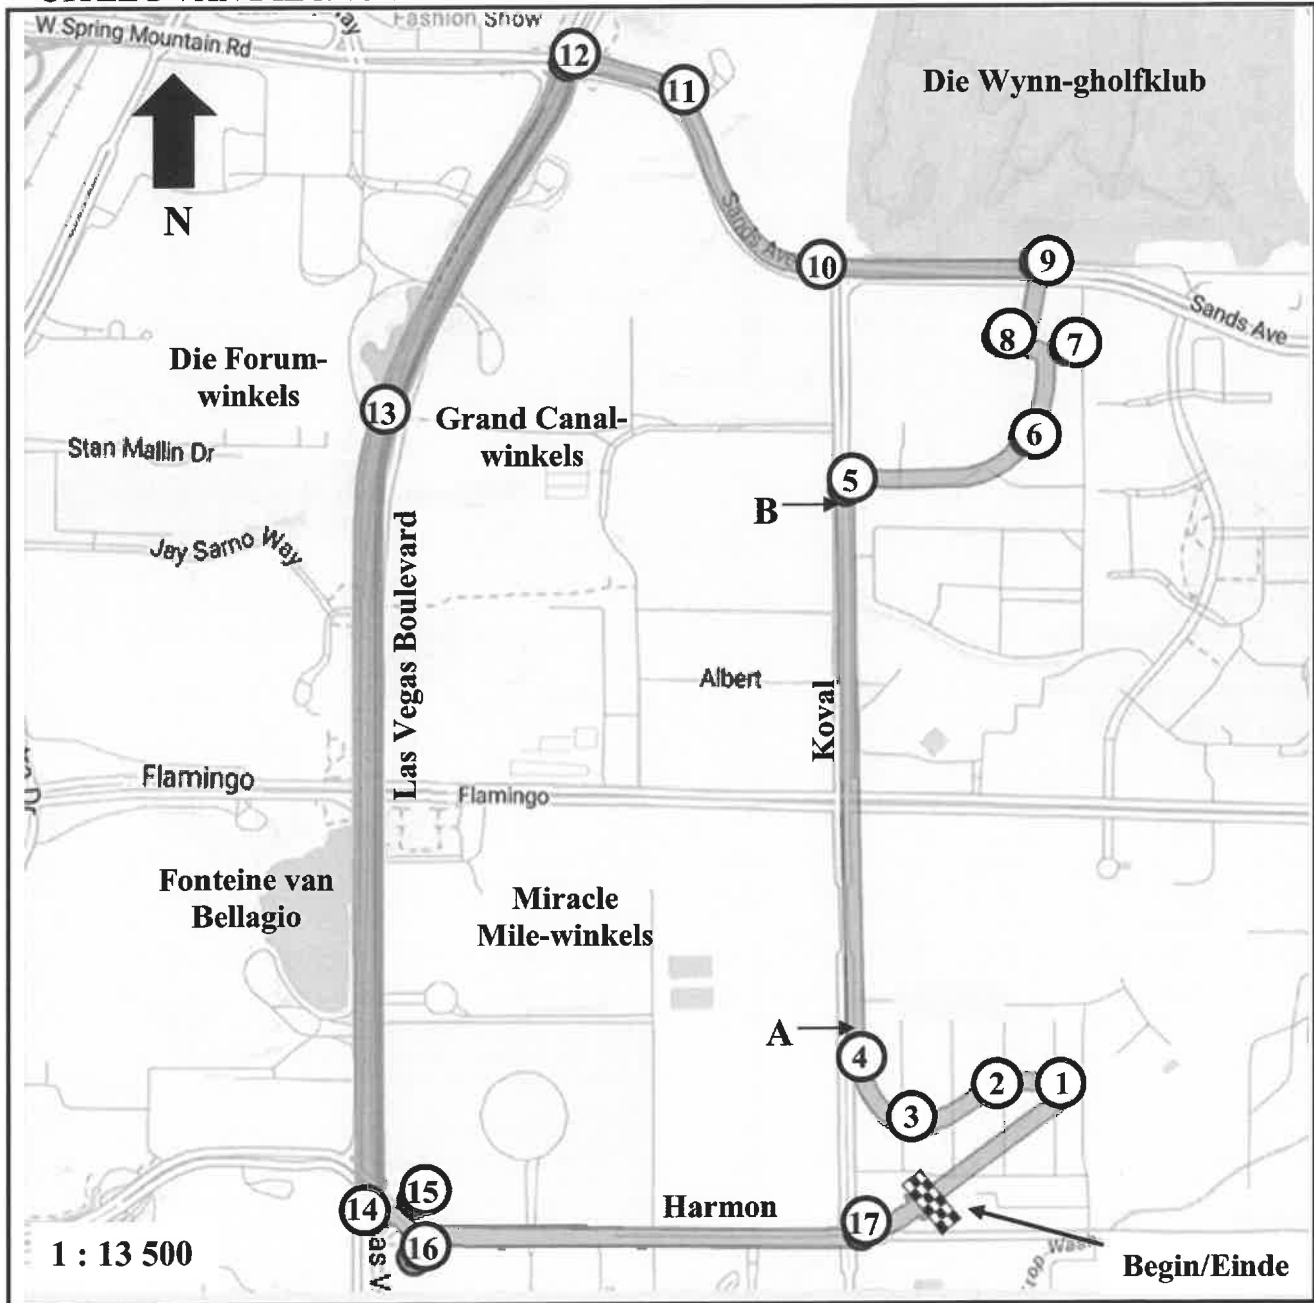 W Spring Mountain Rd
Fashion Show
12
11
Die Wynn-gholfklub
N
Sands Ave
10
9
Sands Ave
8
7
Die Forum-
winkels
13
Grand Canal-
winkels
6
Stan Mallin Dr
5
B
Jay Sarno Way
Las Vegas Boulevard
Albert
Koval
Flamingo
Flamingo
Fonteine van
Bellagio
Miracle
Mile-winkels
A
4
2
1
3
15
14
Harmon
17
16
1 : 13 500
Begin/Einde